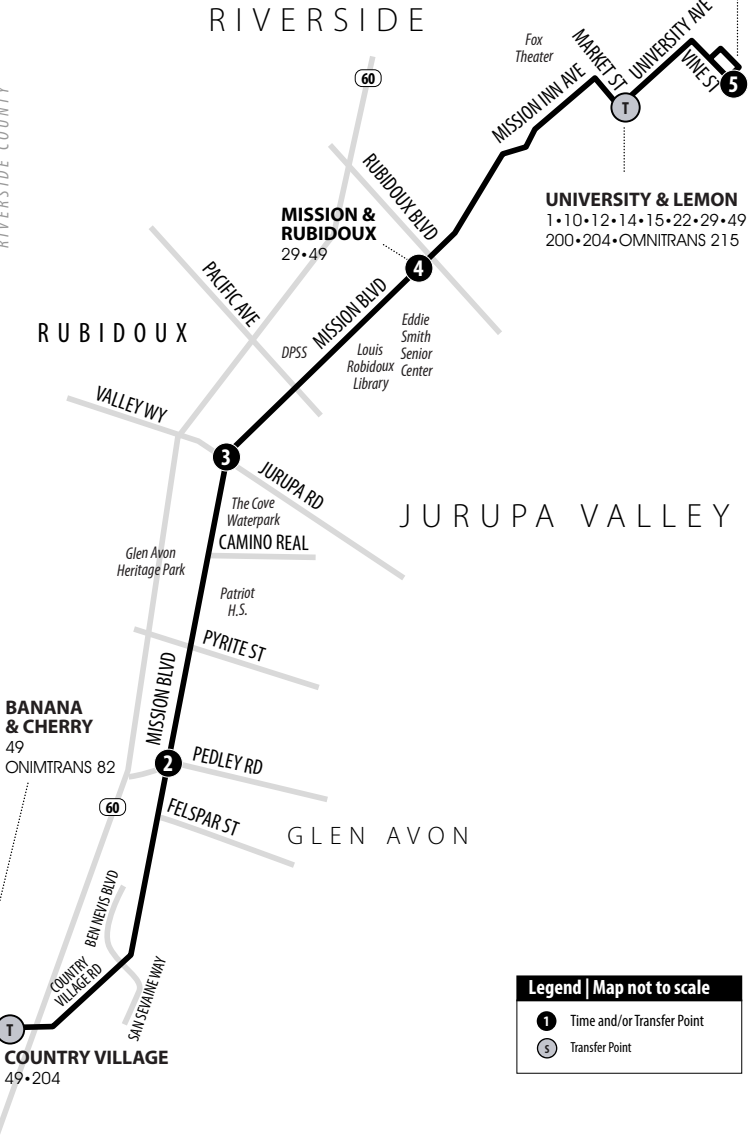 RIVERSIDE
UNIVERSITY AVE
MARKET ST
Fox
Theater
60
VINE ST
5
RIVERSIDE COUNTY
MISSION INN AVE
T
RUBIDOUX BLVD
UNIVERSITY & LEMON
1•10•12•14•15•22•29•49
200•204•OMNITRANS 215
MISSION &
RUBIDOUX
29•49
4
PACIFIC AVE
MISSION BLVD
RUBIDOUX
DPSS
Louis
Robidoux
Library
Eddie
Smith
Senior
Center
VALLEY WY
3
JURUPA RD
The Cove
Waterpark
JURUPA VALLEY
CAMINO REAL
Glen Avon
Heritage Park
Patriot
H.S.
PYRITE ST
MISSION BLVD
BANANA
& CHERRY
49
ONIMTRANS 82
2
PEDLEY RD
60
FELSPAR ST
GLEN AVON
BEN NEVIS BLVD
COUNTRY
VILLAGE RD
SAN SEVAINE WAY
T
COUNTRY VILLAGE
49•204
Legend | Map not to scale
1 Time and/or Transfer Point
S Transfer Point